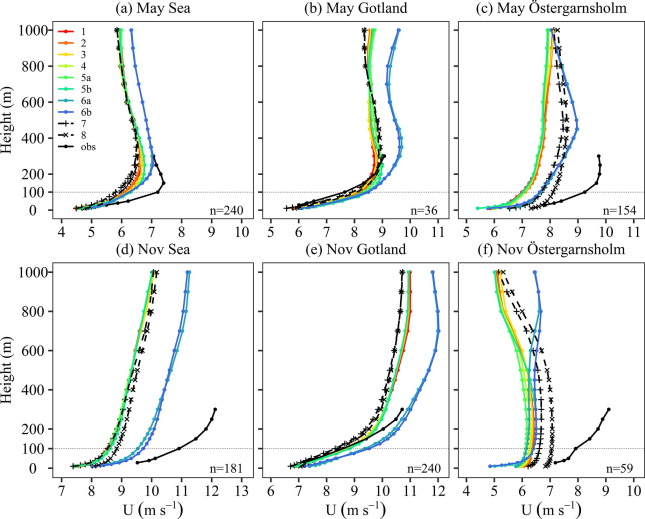 (a) May Sea (b) May Gotland (c) May Östergarnsholm
Height (m)
1000
800
600
400
200
100
0
1
2
3
4
5a
5b
6a
6b
7
8
obs
n=240
n=36
n=154
4 5 6 7 8 9 10
5 6 7 8 9 10 11
5 6 7 8 9 10 11
(d) Nov Sea (e) Nov Gotland (f) Nov Östergarnsholm
Height (m)
1000
800
600
400
200
100
0
n=181
n=240
n=59
7 8 9 10 11 12 13
6 7 8 9 10 11 12
4 5 6 7 8 9 10
U (m s⁻¹) U (m s⁻¹) U (m s⁻¹)